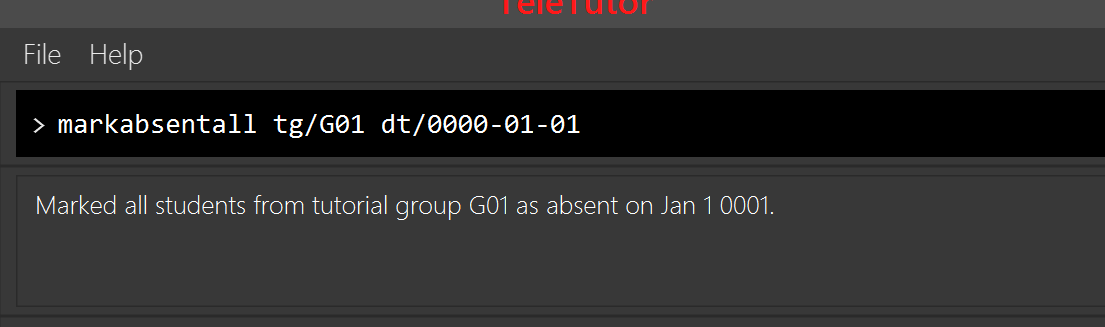 TeleTutor
File Help
> markabsentall tg/G01 dt/0000-01-01
Marked all students from tutorial group G01 as absent on Jan 1 0001.